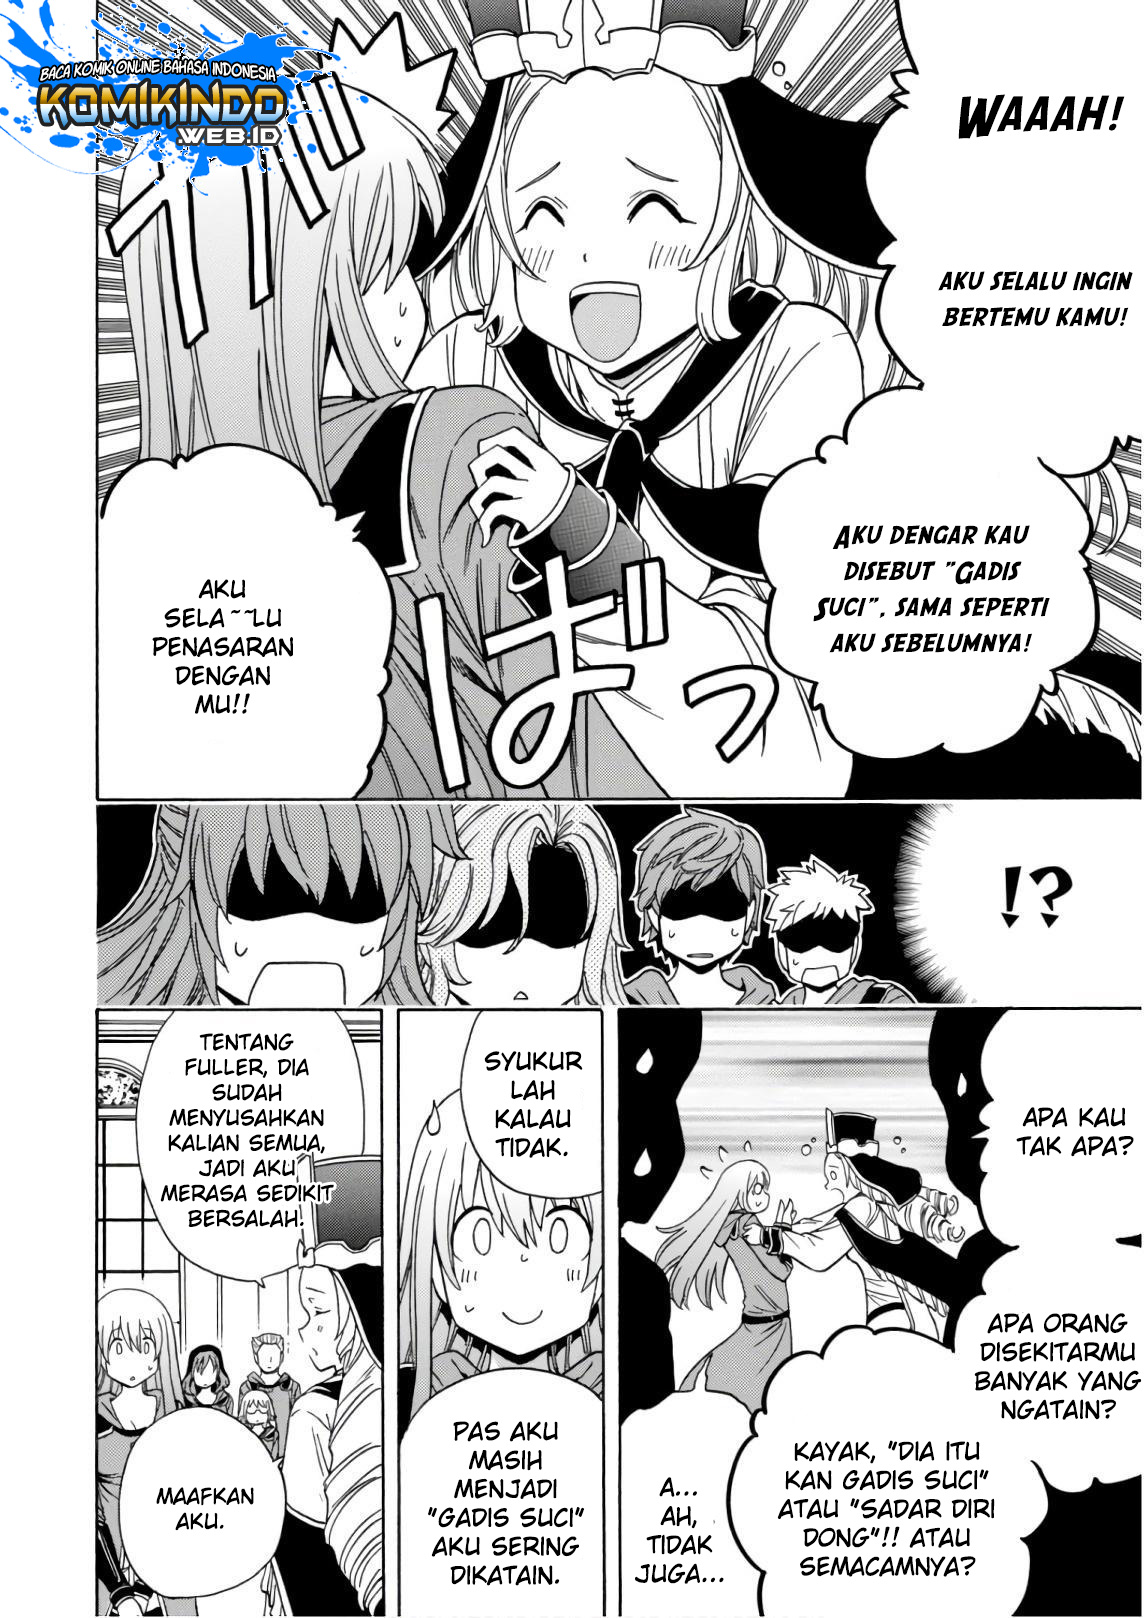 BACA KOMIK ONLINE BAHASA INDONESIA
KOMIKINDO
.WEB.ID
WAAAH!
AKU SELALU INGIN
BERTEMU KAMU!
AKU DENGAR KAU
DISEBUT "GADIS
SUCI", SAMA SEPERTI
AKU SEBELUMNYA!
AKU
SELA~~LU
PENASARAN
DENGAN
MU!!
ばっ
!?
APA KAU
TAK APA?
APA ORANG
DISEKITARMU
BANYAK YANG
NGATAIN?
KAYAK, "DIA ITU
KAN GADIS SUCI"
ATAU "SADAR DIRI
DONG"!! ATAU
SEMACAMNYA?
A...
AH,
TIDAK
JUGA...
SYUKUR
LAH
KALAU
TIDAK.
PAS AKU
MASIH
MENJADI
"GADIS SUCI"
AKU SERING
DIKATAIN.
TENTANG
FULLER, DIA
SUDAH
MENYUSAHKAN
KALIAN SEMUA,
JADI AKU
MERASA SEDIKIT
BERSALAH.
MAAFKAN
AKU.